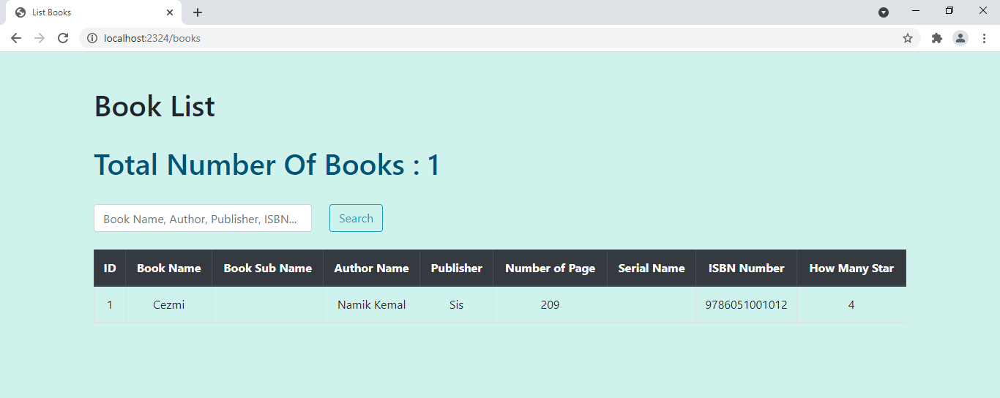 List Books
localhost:2324/books
Book List
Total Number Of Books : 1
Book Name, Author, Publisher, ISBN... Search
ID Book Name Book Sub Name Author Name Publisher Number of Page Serial Name ISBN Number How Many Star
1 Cezmi Namik Kemal Sis 209 9786051001012 4